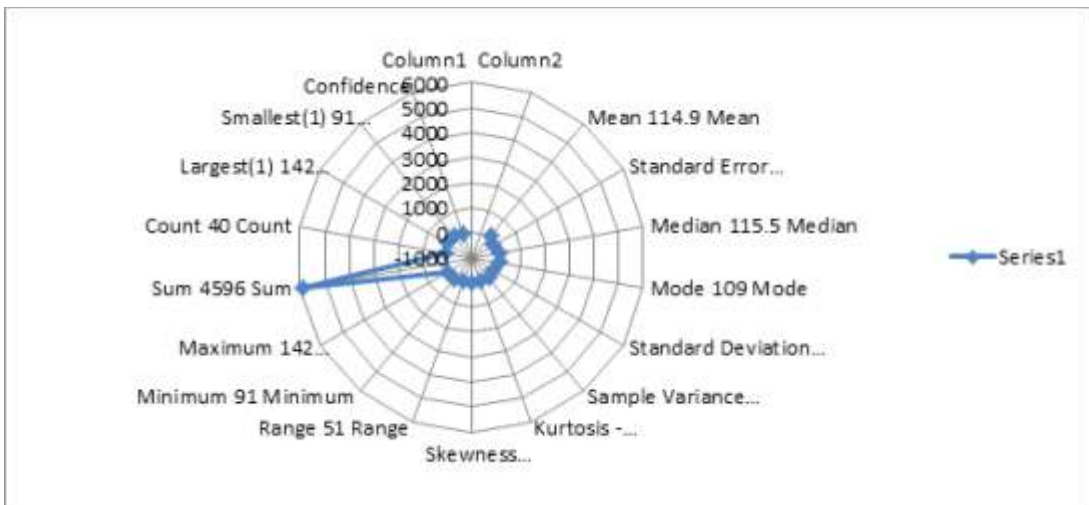 Column1 Column2
Confidence...
6000
5000
Smallest(1) 91...
Mean 114.9 Mean
4000
3000
Largest(1) 142...
Standard Error...
2000
1000
Count 40 Count
Median 115.5 Median
0
-1000
Series1
Sum 4596 Sum
Mode 109 Mode
Maximum 142...
Standard Deviation...
Minimum 91 Minimum
Sample Variance...
Range 51 Range
Kurtosis -...
Skewness...